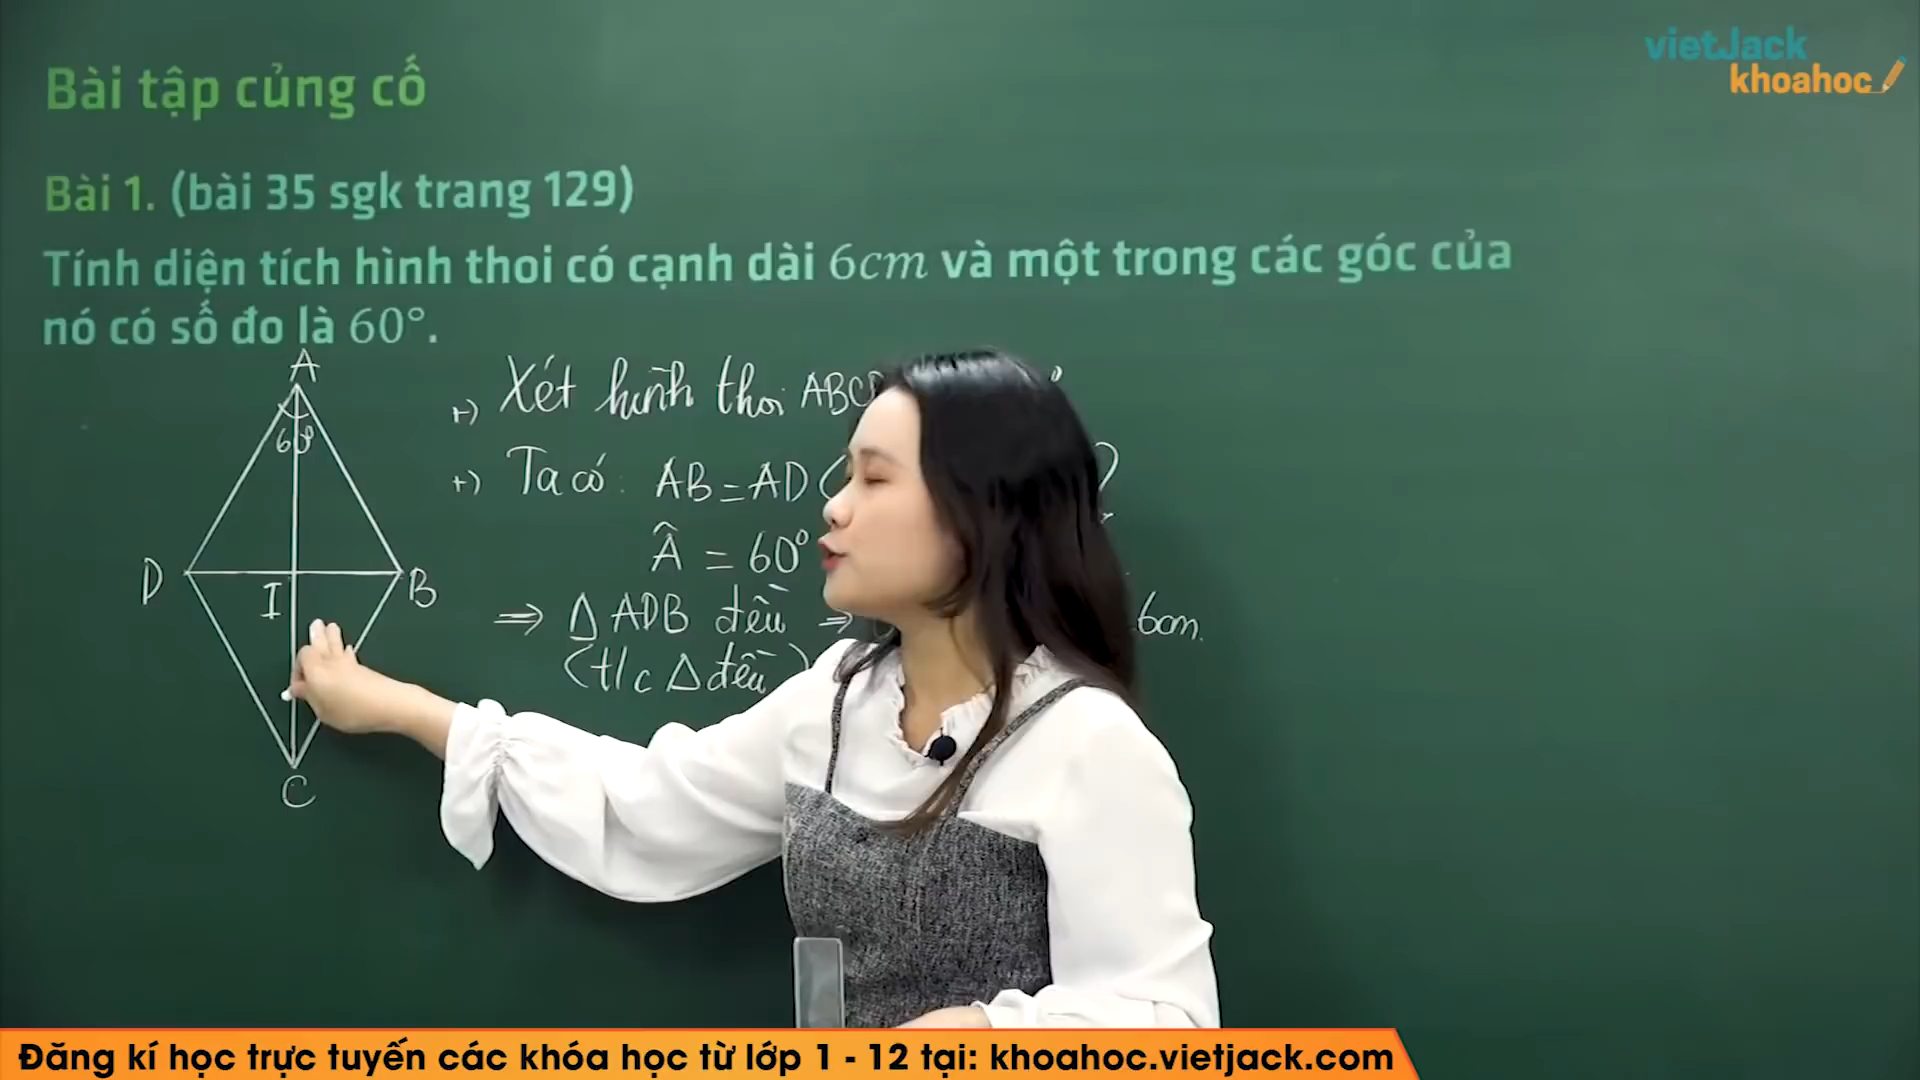 vietJack
khoahoc
Bài tập củng cố
Bài 1. (bài 35 sgk trang 129)
Tính diện tích hình thoi có cạnh dài 6cm và một trong các góc của
nó có số đo là 60°.
A
60°
D
I
B
C
+) Xét hình thoi ABCD
+) Ta có: AB = AD (
Â = 60°
⇒ Δ ADB đều ⇒
6cm.
(t/c Δ đều)
Đăng kí học trực tuyến các khóa học từ lớp 1 - 12 tại: khoahoc.vietjack.com